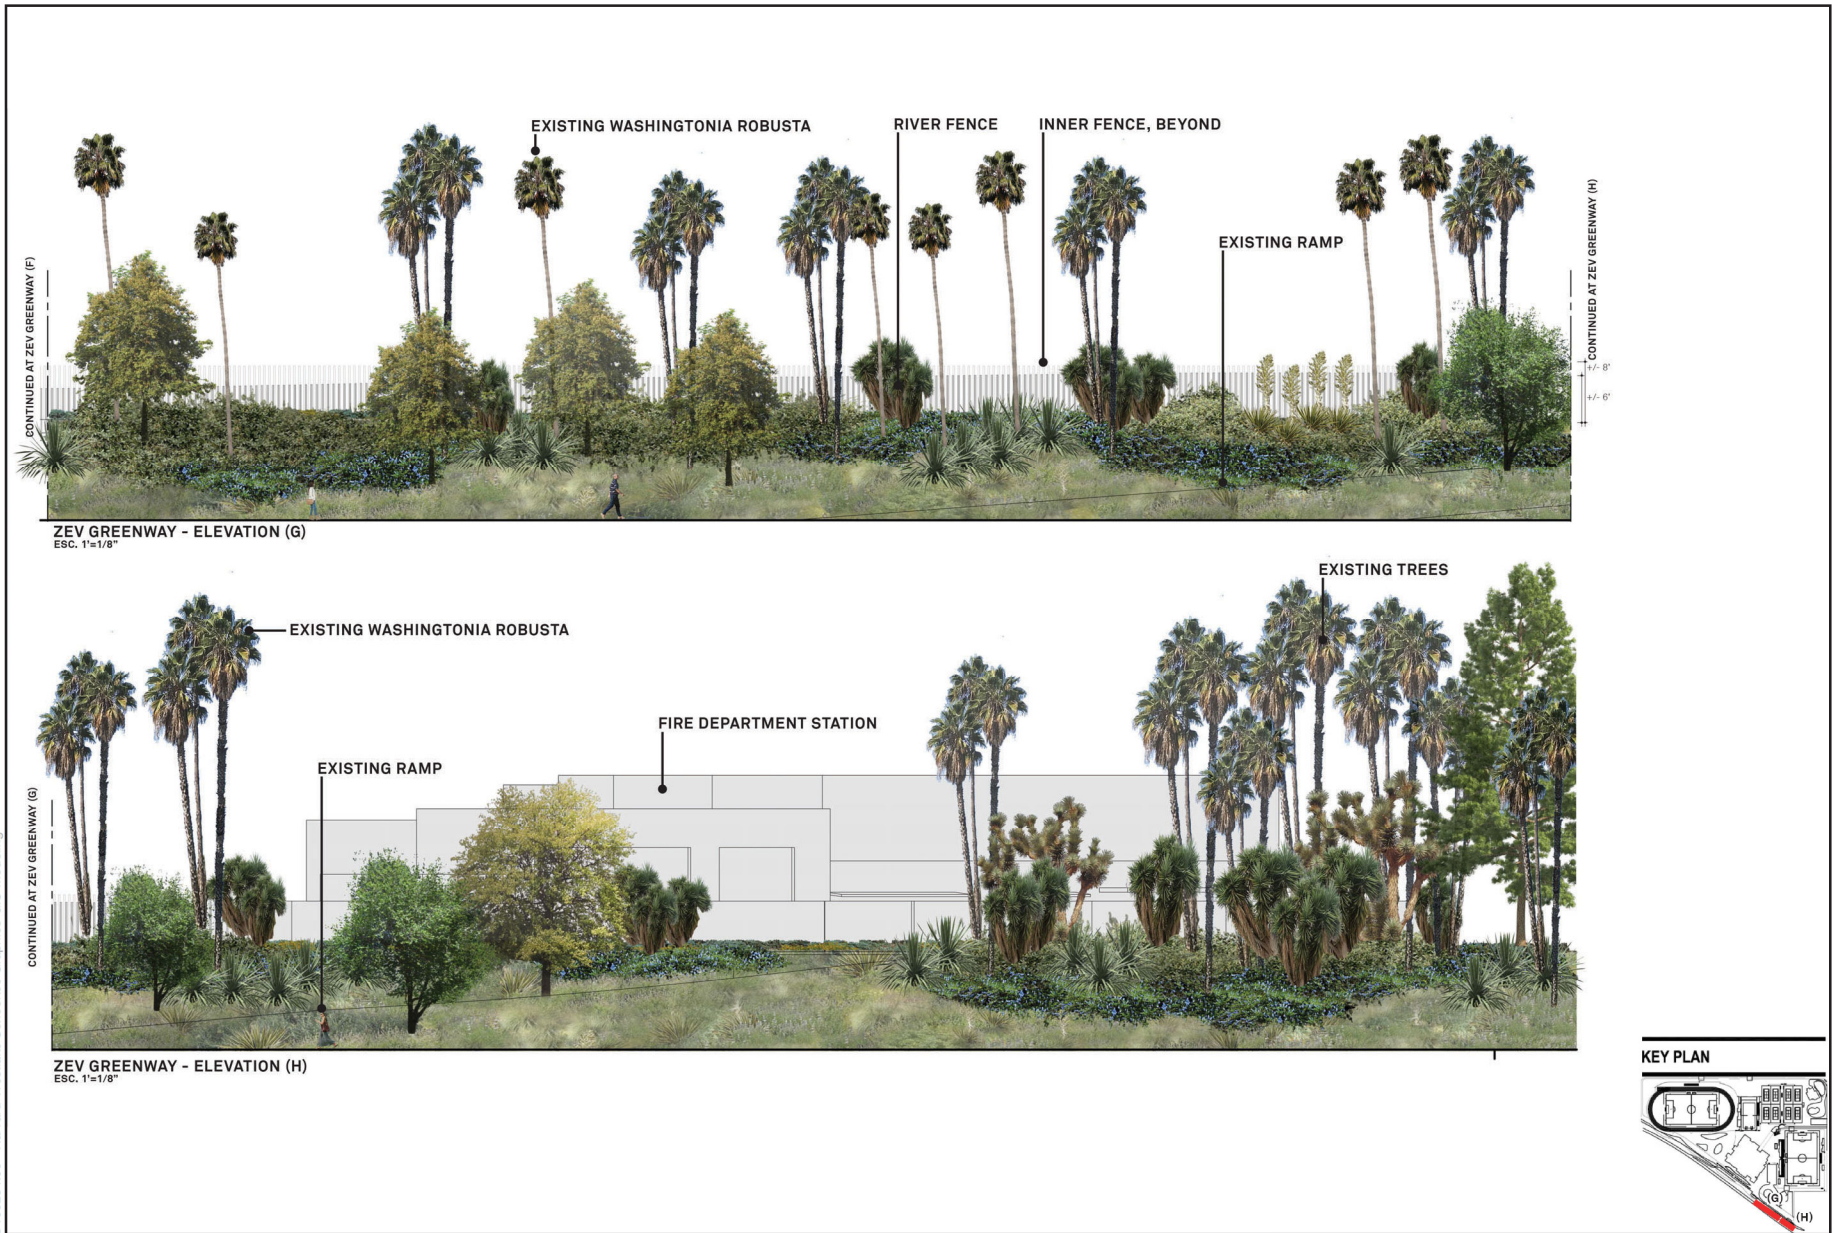 EXISTING WASHINGTONIA ROBUSTA
RIVER FENCE
INNER FENCE, BEYOND
EXISTING RAMP
CONTINUED AT ZEV GREENWAY (F)
CONTINUED AT ZEV GREENWAY (H)
+/- 8'
+/- 6'
ZEV GREENWAY - ELEVATION (G)
ESC. 1'=1/8"
EXISTING TREES
EXISTING WASHINGTONIA ROBUSTA
FIRE DEPARTMENT STATION
EXISTING RAMP
CONTINUED AT ZEV GREENWAY (G)
ZEV GREENWAY - ELEVATION (H)
ESC. 1'=1/8"
KEY PLAN
(G)
(H)